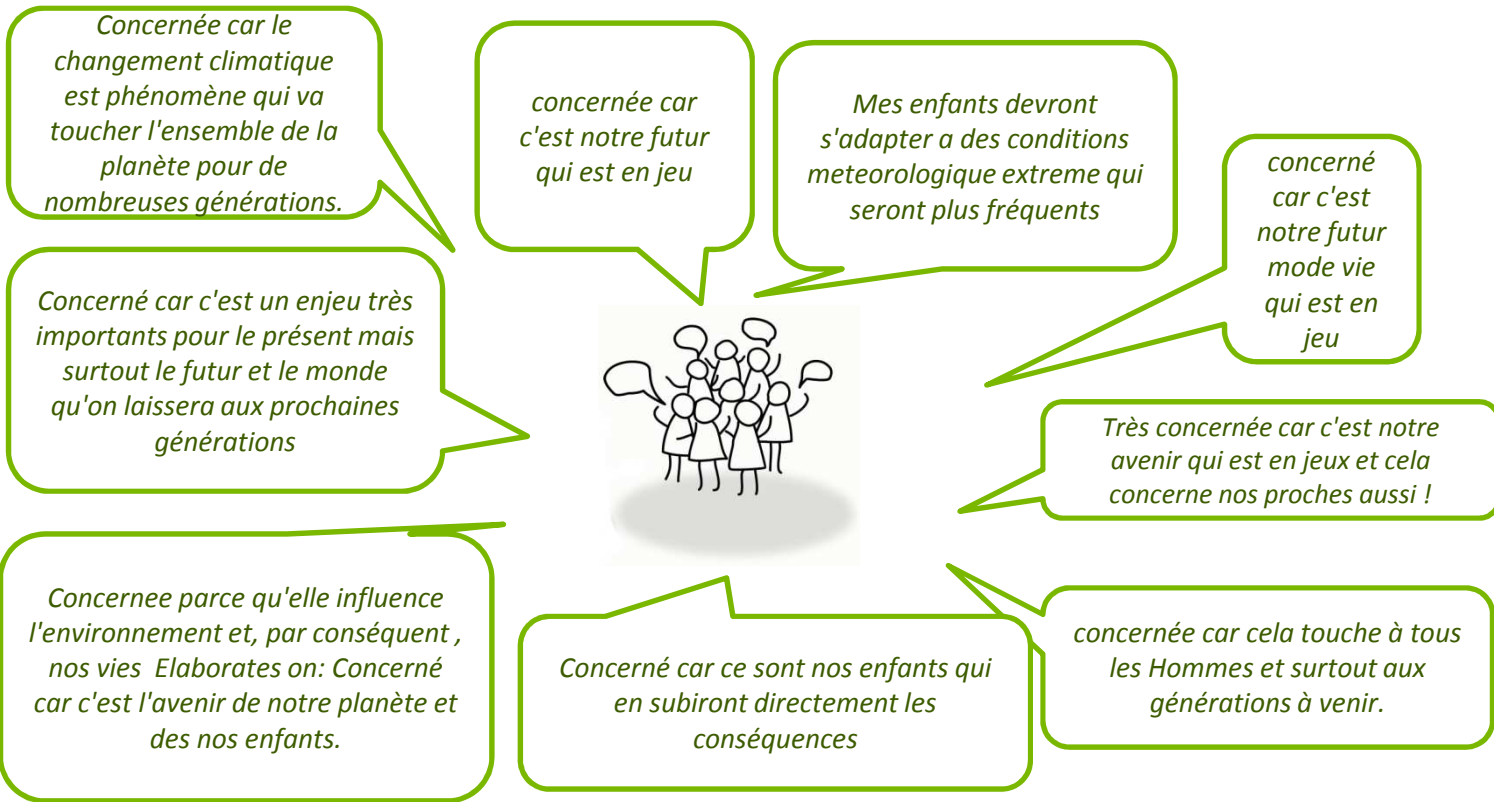 Concernée car le
changement climatique
est phénomène qui va
toucher l'ensemble de la
planète pour de
nombreuses générations.
concernée car
c'est notre futur
qui est en jeu
Mes enfants devront
s'adapter a des conditions
meteorologique extreme qui
seront plus fréquents
concerné
car c'est
notre futur
mode vie
qui est en
jeu
Concerné car c'est un enjeu très
importants pour le présent mais
surtout le futur et le monde
qu'on laissera aux prochaines
générations
Très concernée car c'est notre
avenir qui est en jeux et cela
concerne nos proches aussi !
Concernee parce qu'elle influence
l'environnement et, par conséquent ,
nos vies  Elaborates on: Concerné
car c'est l'avenir de notre planète et
des nos enfants.
Concerné car ce sont nos enfants qui
en subiront directement les
conséquences
concernée car cela touche à tous
les Hommes et surtout aux
générations à venir.